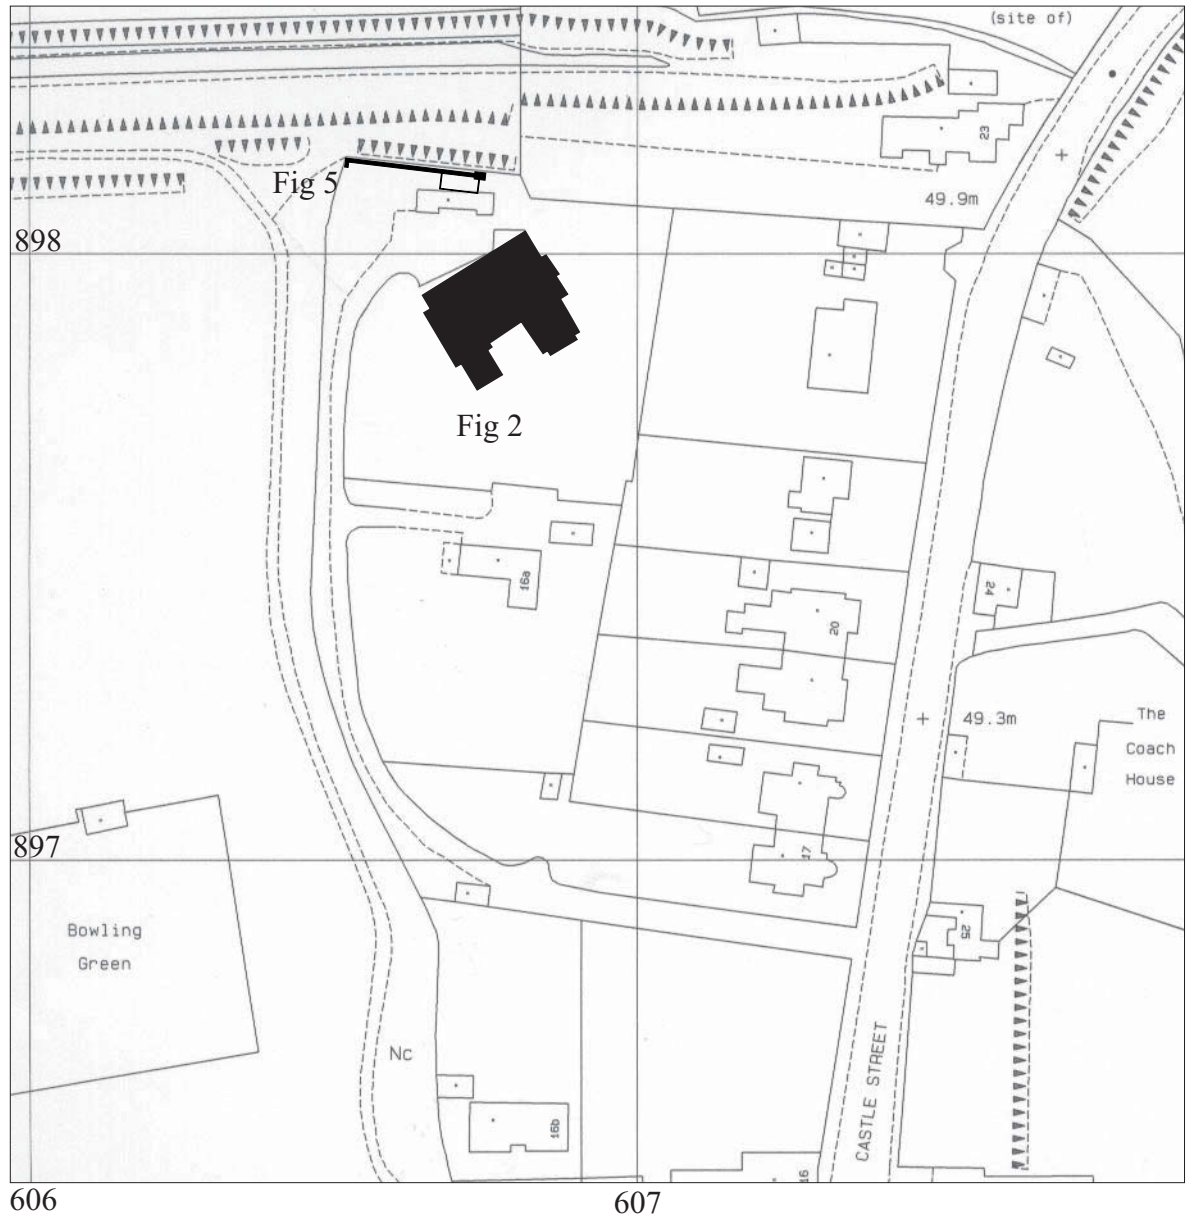 (site of)
23
Fig 5
49.9m
898
Fig 2
16a
24
20
49.3m
The
Coach
House
897
17
Bowling
Green
25
Nc
CASTLE STREET
16b
16
606
607